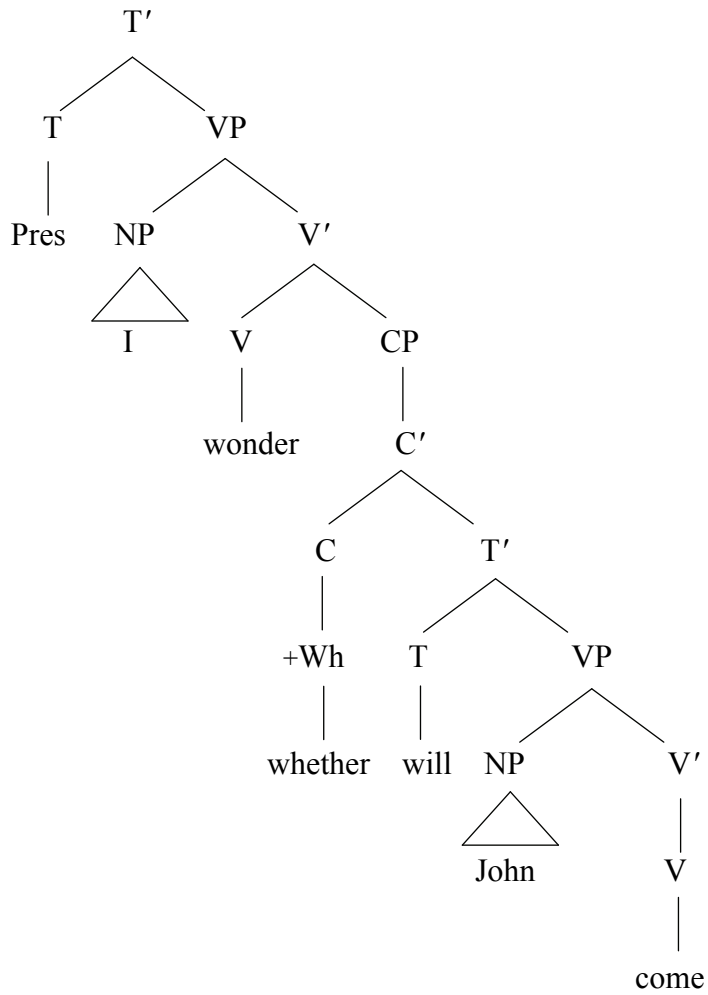 T′
T VP
Pres NP V′
I V CP
wonder C′
C T′
+Wh T VP
whether will NP V′
John V
come